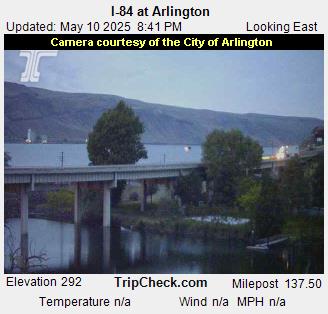 I-84 at Arlington
Updated: May 10 2025 8:41 PM Looking East
Camera courtesy of the City of Arlington
Elevation 292 TripCheck.com Milepost 137.50
Temperature n/a Wind n/a MPH n/a